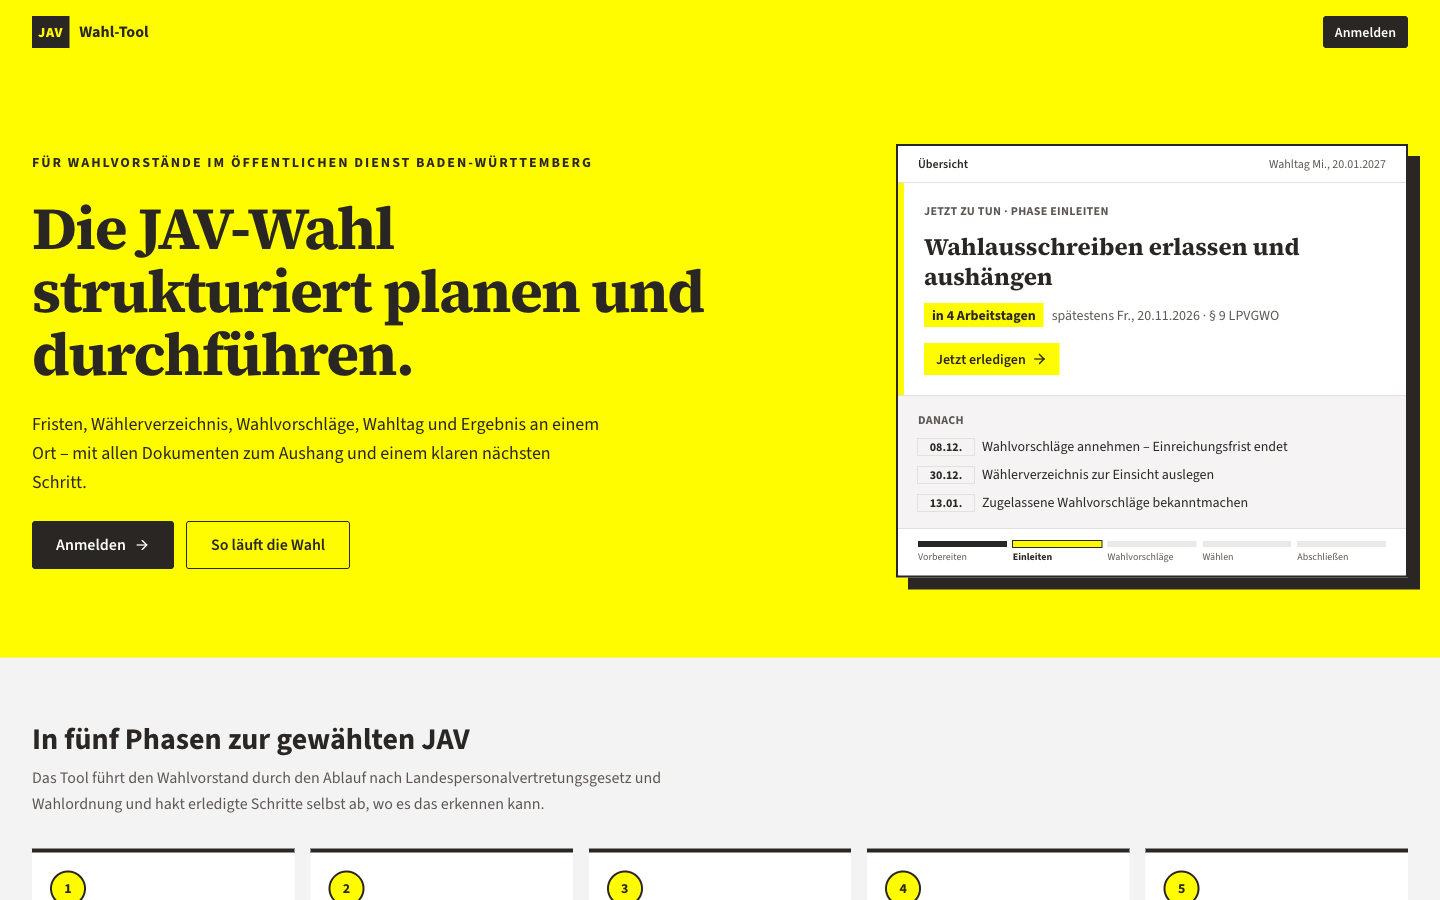 JAV Wahl-Tool
Anmelden
FÜR WAHLVORSTÄNDE IM ÖFFENTLICHEN DIENST BADEN-WÜRTTEMBERG
Die JAV-Wahl
strukturiert planen und
durchführen.
Fristen, Wählerverzeichnis, Wahlvorschläge, Wahltag und Ergebnis an einem
Ort – mit allen Dokumenten zum Aushang und einem klaren nächsten
Schritt.
Anmelden →
So läuft die Wahl
Übersicht
Wahltag Mi., 20.01.2027
JETZT ZU TUN · PHASE EINLEITEN
Wahlausschreiben erlassen und
aushängen
in 4 Arbeitstagen
spätestens Fr., 20.11.2026 · § 9 LPVGWO
Jetzt erledigen →
DANACH
08.12. Wahlvorschläge annehmen – Einreichungsfrist endet
30.12. Wählerverzeichnis zur Einsicht auslegen
13.01. Zugelassene Wahlvorschläge bekanntmachen
Vorbereiten
Einleiten
Wahlvorschläge
Wählen
Abschließen
In fünf Phasen zur gewählten JAV
Das Tool führt den Wahlvorstand durch den Ablauf nach Landespersonalvertretungsgesetz und
Wahlordnung und hakt erledigte Schritte selbst ab, wo es das erkennen kann.
1
2
3
4
5